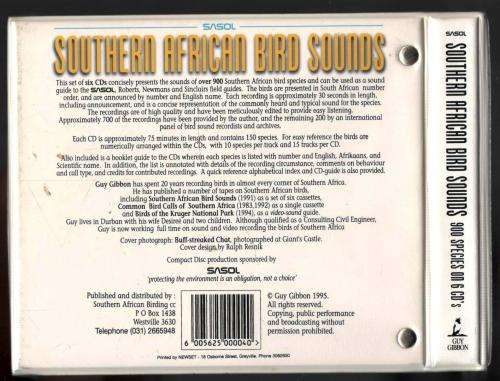 SASOL
SOUTHERN AFRICAN BIRD SOUNDS
This set of six CDs concisely presents the sounds of over 900 Southern African bird species and can be used as a sound
guide to the SASOL, Roberts, Newmans and Sinclairs field guides. The birds are presented in South African number
order, and are announced by number and English name. Each recording is approximately 30 seconds in length,
including announcement, and is a concise representation of the commonly heard and typical sound for the species.
The recordings are of high quality and have been meticulously edited to provide easy listening.
Approximately 700 of the recordings have been provided by the author, and the remaining 200 by an international
panel of bird sound recordists and archives.
Each CD is approximately 75 minutes in length and contains 150 species. For easy reference the birds are
numerically arranged within the CDs, with 10 species per track and 15 tracks per CD.
Also included is a booklet guide to the CDs wherein each species is listed with number and English, Afrikaans, and
Scientific name. In addition, the list is annotated with details of the recording circumstance, comments on behaviour
and call type, and credits for contributed recordings. A quick reference alphabetical index and CD-guide is also provided.
Guy Gibbon has spent 20 years recording birds in almost every corner of Southern Africa.
He has published a number of tapes on Southern African birds,
including Southern African Bird Sounds (1991) as a set of six cassettes,
Common Bird Calls of Southern Africa (1983,1992) as a single cassette
and Birds of the Kruger National Park (1994), as a video-sound guide.
Guy lives in Durban with his wife Desireé and two children. Although qualified as a Consulting Civil Engineer,
Guy is now working full time on sound and video recording the birds of Southern Africa
Cover photograph: Buff-streaked Chat, photographed at Giant's Castle.
Cover design by Ralph Resnik
Compact Disc production sponsored by
SASOL
'protecting the environment is an obligation, not a choice'
Published and distributed by :
Southern African Birding cc
P O Box 1438
Westville 3630
Telephone (031) 2665948
6 005625 000040 >
© Guy Gibbon 1995.
All rights reserved.
Copying, public performance
and broadcasting without
permission prohibited.
Printed by NEWSET - 18 Osborne Street, Greyville. Phone 3092590
SASOL
SOUTHERN AFRICAN BIRD SOUNDS
900 SPECIES ON 6 CD's
GUY
GIBBON